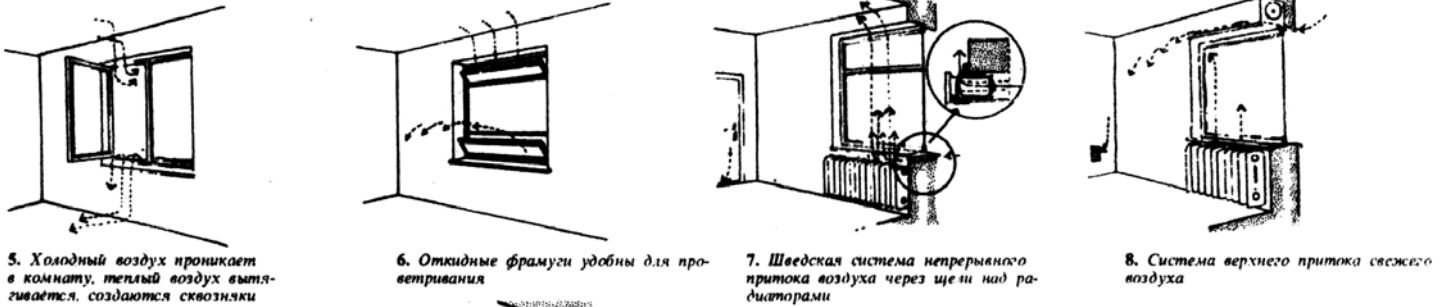 5. Холодный воздух проникает
в комнату, теплый воздух вытя-
гивается, создаются сквозняки
6. Откидные фрамуги удобны для про-
ветривания
7. Шведская система непрерывного
притока воздуха через щели над ра-
диаторами
8. Система верхнего притока свежего
воздуха